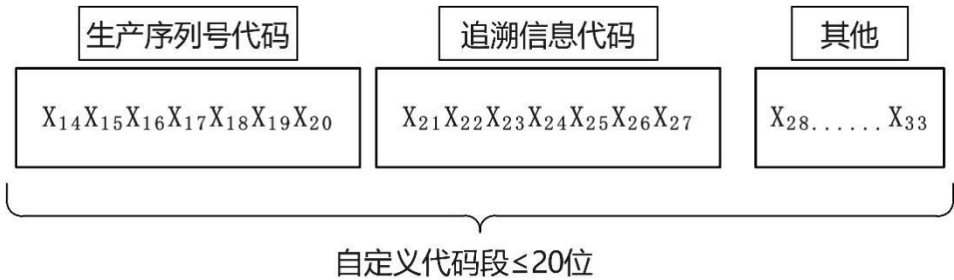 生产序列号代码 追溯信息代码 其他
X₁₄X₁₅X₁₆X₁₇X₁₈X₁₉X₂₀ X₂₁X₂₂X₂₃X₂₄X₂₅X₂₆X₂₇ X₂₈...... X₃₃
自定义代码段≤20位